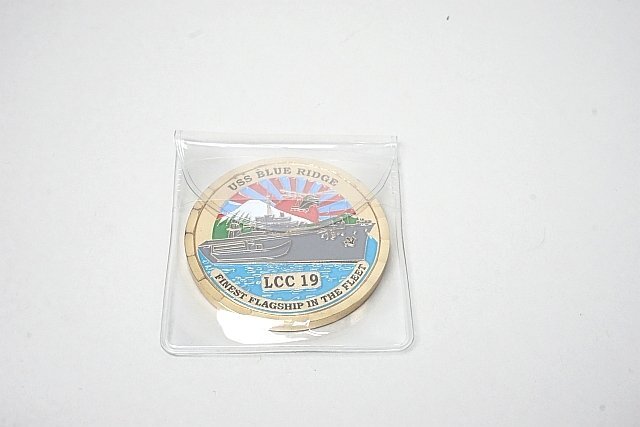 USS BLUE RIDGE
LCC 19
FINEST FLAGSHIP IN THE FLEET